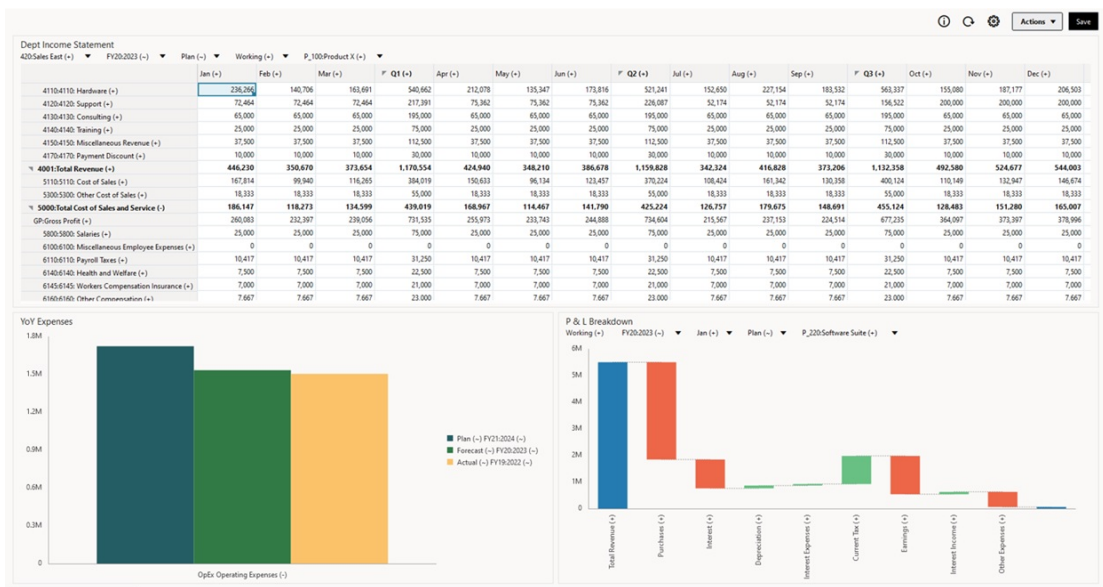 Actions ▼ Save
Dept Income Statement
420:Sales East (+) ▼ FY20:2023 (~) ▼ Plan (~) ▼ Working (+) ▼ P_100:Product X (+) ▼
Jan (+) Feb (+) Mar (+) Q1 (+) Apr (+) May (+) Jun (+) Q2 (+) Jul (+) Aug (+) Sep (+) Q3 (+) Oct (+) Nov (+) Dec (+)
4110:4110: Hardware (+) 236,266 140,706 163,691 540,662 212,078 135,347 173,816 521,241 152,650 227,154 183,532 563,337 155,080 187,177 206,503
4120:4120: Support (+) 72,464 72,464 72,464 217,391 75,362 75,362 75,362 226,087 52,174 52,174 52,174 156,522 200,000 200,000 200,000
4130:4130: Consulting (+) 65,000 65,000 65,000 195,000 65,000 65,000 65,000 195,000 65,000 65,000 65,000 195,000 65,000 65,000 65,000
4140:4140: Training (+) 25,000 25,000 25,000 75,000 25,000 25,000 25,000 75,000 25,000 25,000 25,000 75,000 25,000 25,000 25,000
4150:4150: Miscellaneous Revenue (+) 37,500 37,500 37,500 112,500 37,500 37,500 37,500 112,500 37,500 37,500 37,500 112,500 37,500 37,500 37,500
4170:4170: Payment Discount (+) 10,000 10,000 10,000 30,000 10,000 10,000 10,000 30,000 10,000 10,000 10,000 30,000 10,000 10,000 10,000
4001:Total Revenue (+) 446,230 350,670 373,654 1,170,554 424,940 348,210 386,678 1,159,828 342,324 416,828 373,206 1,132,358 492,580 524,677 544,003
5110:5110: Cost of Sales (+) 167,814 99,940 116,265 384,019 150,633 96,134 123,457 370,224 108,424 161,342 130,358 400,124 110,149 132,947 146,674
5300:5300: Other Cost of Sales (+) 18,333 18,333 18,333 55,000 18,333 18,333 18,333 55,000 18,333 18,333 18,333 55,000 18,333 18,333 18,333
5000:Total Cost of Sales and Service (-) 186,147 118,273 134,599 439,019 168,967 114,467 141,790 425,224 126,757 179,675 148,691 455,124 128,483 151,280 165,007
GP:Gross Profit (+) 260,083 232,397 239,056 731,535 255,973 233,743 244,888 734,604 215,567 237,153 224,514 677,235 364,097 373,397 378,996
5800:5800: Salaries (+) 25,000 25,000 25,000 75,000 25,000 25,000 25,000 75,000 25,000 25,000 25,000 75,000 25,000 25,000 25,000
6100:6100: Miscellaneous Employee Expenses (+) 0 0 0 0 0 0 0 0 0 0 0 0 0 0 0
6110:6110: Payroll Taxes (+) 10,417 10,417 10,417 31,250 10,417 10,417 10,417 31,250 10,417 10,417 10,417 31,250 10,417 10,417 10,417
6140:6140: Health and Welfare (+) 7,500 7,500 7,500 22,500 7,500 7,500 7,500 22,500 7,500 7,500 7,500 22,500 7,500 7,500 7,500
6145:6145: Workers Compensation Insurance (+) 7,000 7,000 7,000 21,000 7,000 7,000 7,000 21,000 7,000 7,000 7,000 21,000 7,000 7,000 7,000
6160:6160: Other Compensation (+) 7,667 7,667 7,667 23,000 7,667 7,667 7,667 23,000 7,667 7,667 7,667 23,000 7,667 7,667 7,667
YoY Expenses
1.8M
1.5M
1.2M
0.9M
0.6M
0.3M
0
OpEx Operating Expenses (-)
Plan (~) FY21:2024 (~)
Forecast (~) FY20:2023 (~)
Actual (~) FY19:2022 (~)
P & L Breakdown
Working (+) FY20:2023 (~) ▼ Jan (+) ▼ Plan (~) ▼ P_220:Software Suite (+) ▼
6M
5M
4M
3M
2M
1M
0
Total Revenue (+)
Purchases (+)
Interest (+)
Depreciation (+)
Interest Expenses (+)
Current Tax (+)
Earnings (+)
Interest Income (+)
Other Expenses (+)